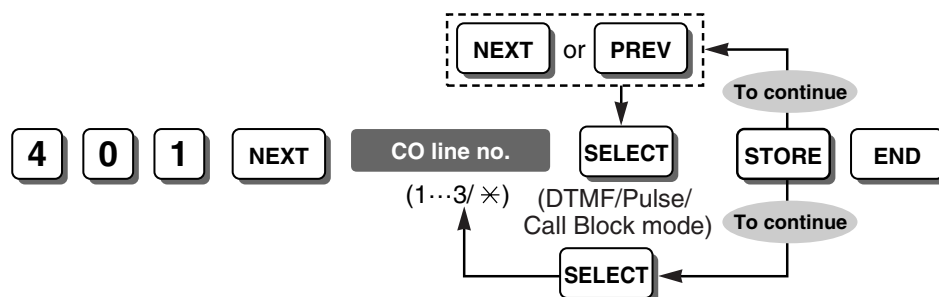 NEXT or PREV
To continue
4 0 1 NEXT CO line no. SELECT STORE END
(1···3/ ✳)
(DTMF/Pulse/
Call Block mode)
To continue
SELECT